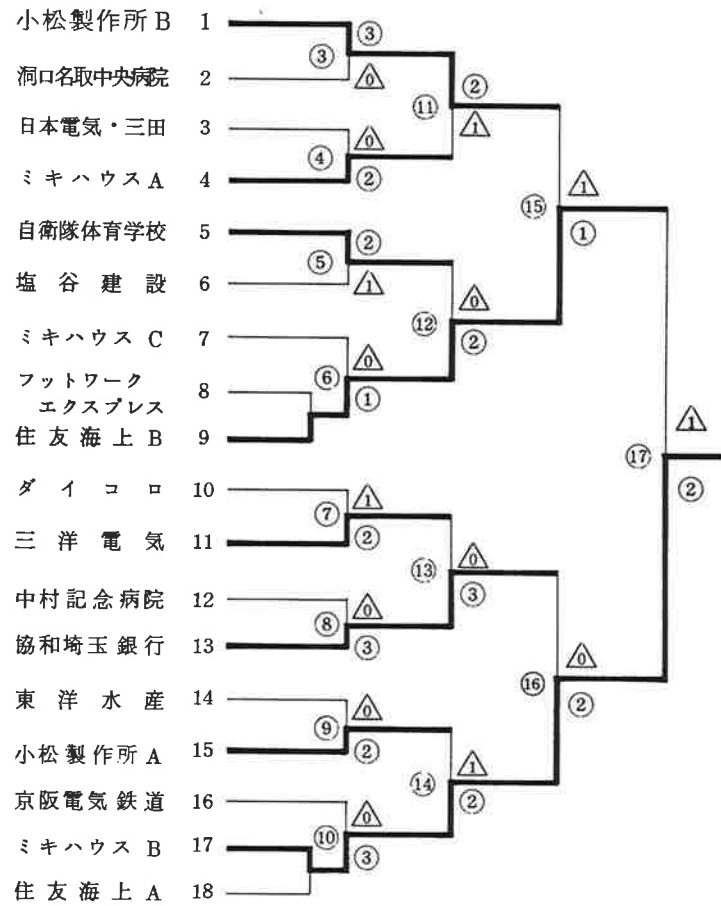 小松製作所 B 1 ③
③
洞口名取中央病院 2 0 ②
⑪
日本電気・三田 3 0 1
④
ミキハウス A 4 ② 1
⑮
自衛隊体育学校 5 ② ①
⑤
塩谷建設 6 1 0
⑫
ミキハウス C 7 0 ②
⑥
フットワーク
エクスプレス 8 ①
住友海上 B 9 1
⑰
ダイコロ 10 1 ②
⑦
三洋電気 11 ② 0
⑬
中村記念病院 12 0 ③
⑧
協和埼玉銀行 13 ③ 0
⑯
東洋水産 14 0 ②
⑨
小松製作所 A 15 ② 1
⑭
京阪電気鉄道 16 0 ②
⑩
ミキハウス B 17 ③
住友海上 A 18